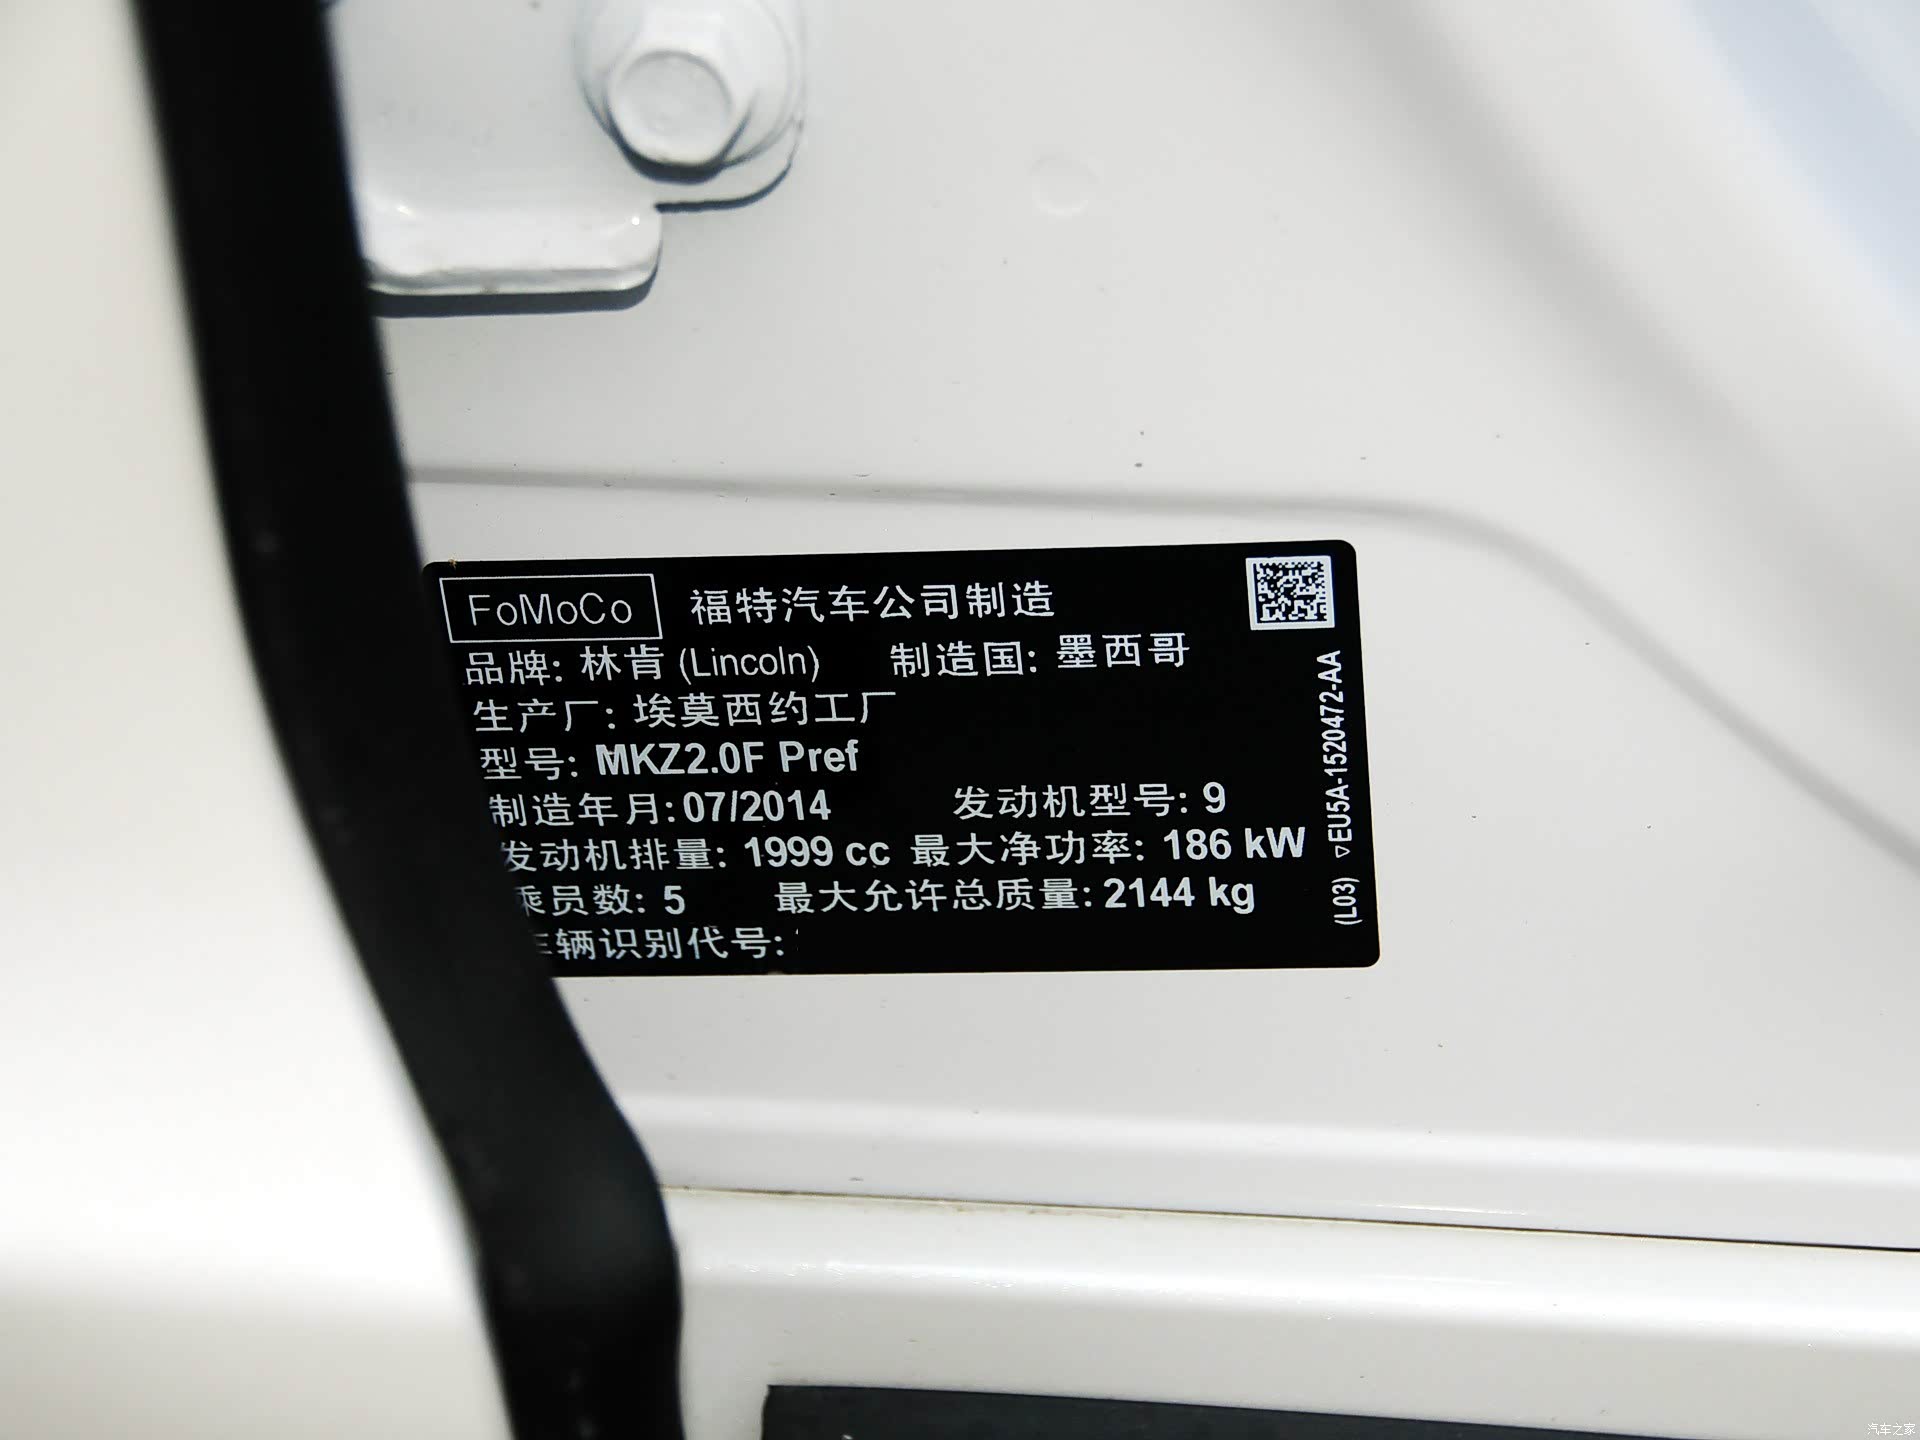 FoMoCo 福特汽车公司制造
品牌: 林肯 (Lincoln) 制造国: 墨西哥
生产厂: 埃莫西约工厂
型号: MKZ2.0F Pref
制造年月: 07/2014 发动机型号: 9
发动机排量: 1999 cc 最大净功率: 186 kW
乘员数: 5 最大允许总质量: 2144 kg
车辆识别代号:
(L03) ▽EU5A-1520472-AA
汽车之家